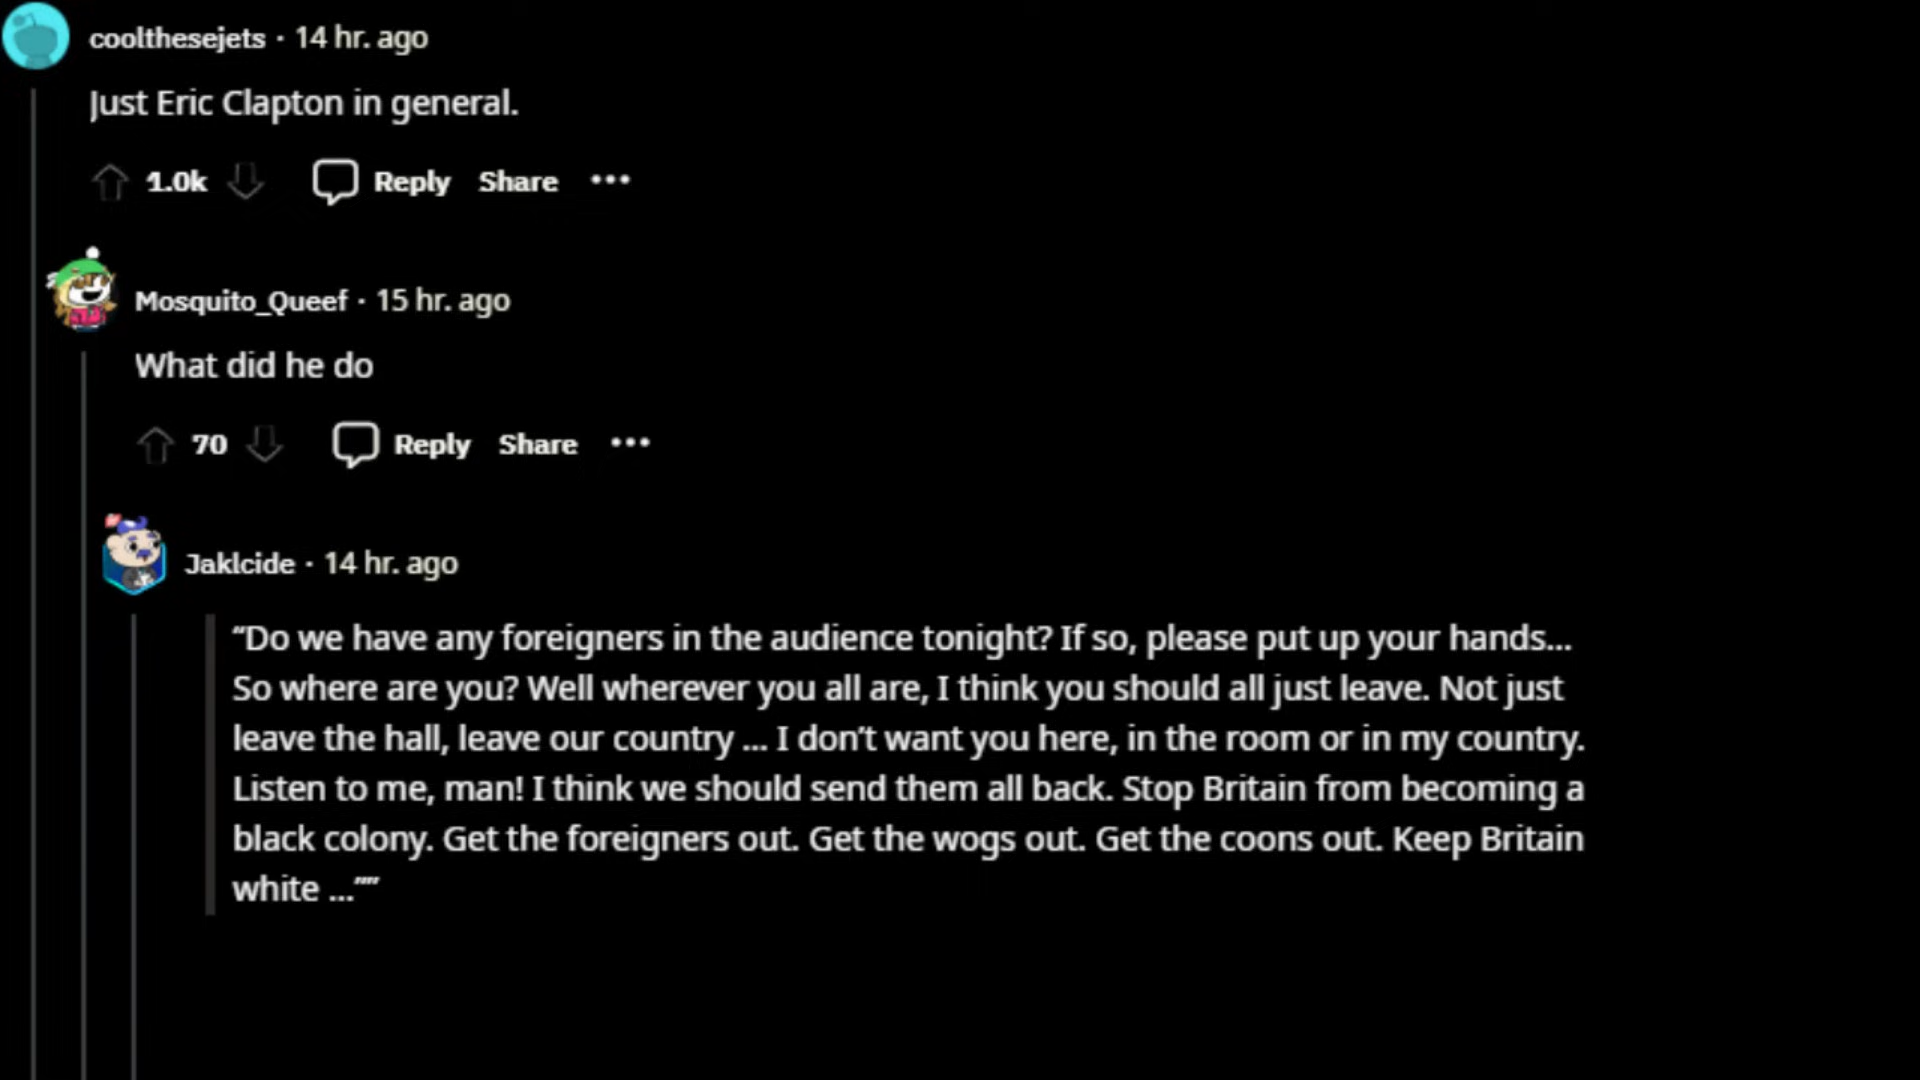 coolthesejets · 14 hr. ago
Just Eric Clapton in general.
1.0k Reply Share •••
Mosquito_Queef · 15 hr. ago
What did he do
70 Reply Share •••
Jaklcide · 14 hr. ago
“Do we have any foreigners in the audience tonight? If so, please put up your hands...
So where are you? Well wherever you all are, I think you should all just leave. Not just
leave the hall, leave our country ... I don’t want you here, in the room or in my country.
Listen to me, man! I think we should send them all back. Stop Britain from becoming a
black colony. Get the foreigners out. Get the wogs out. Get the coons out. Keep Britain
white ...””